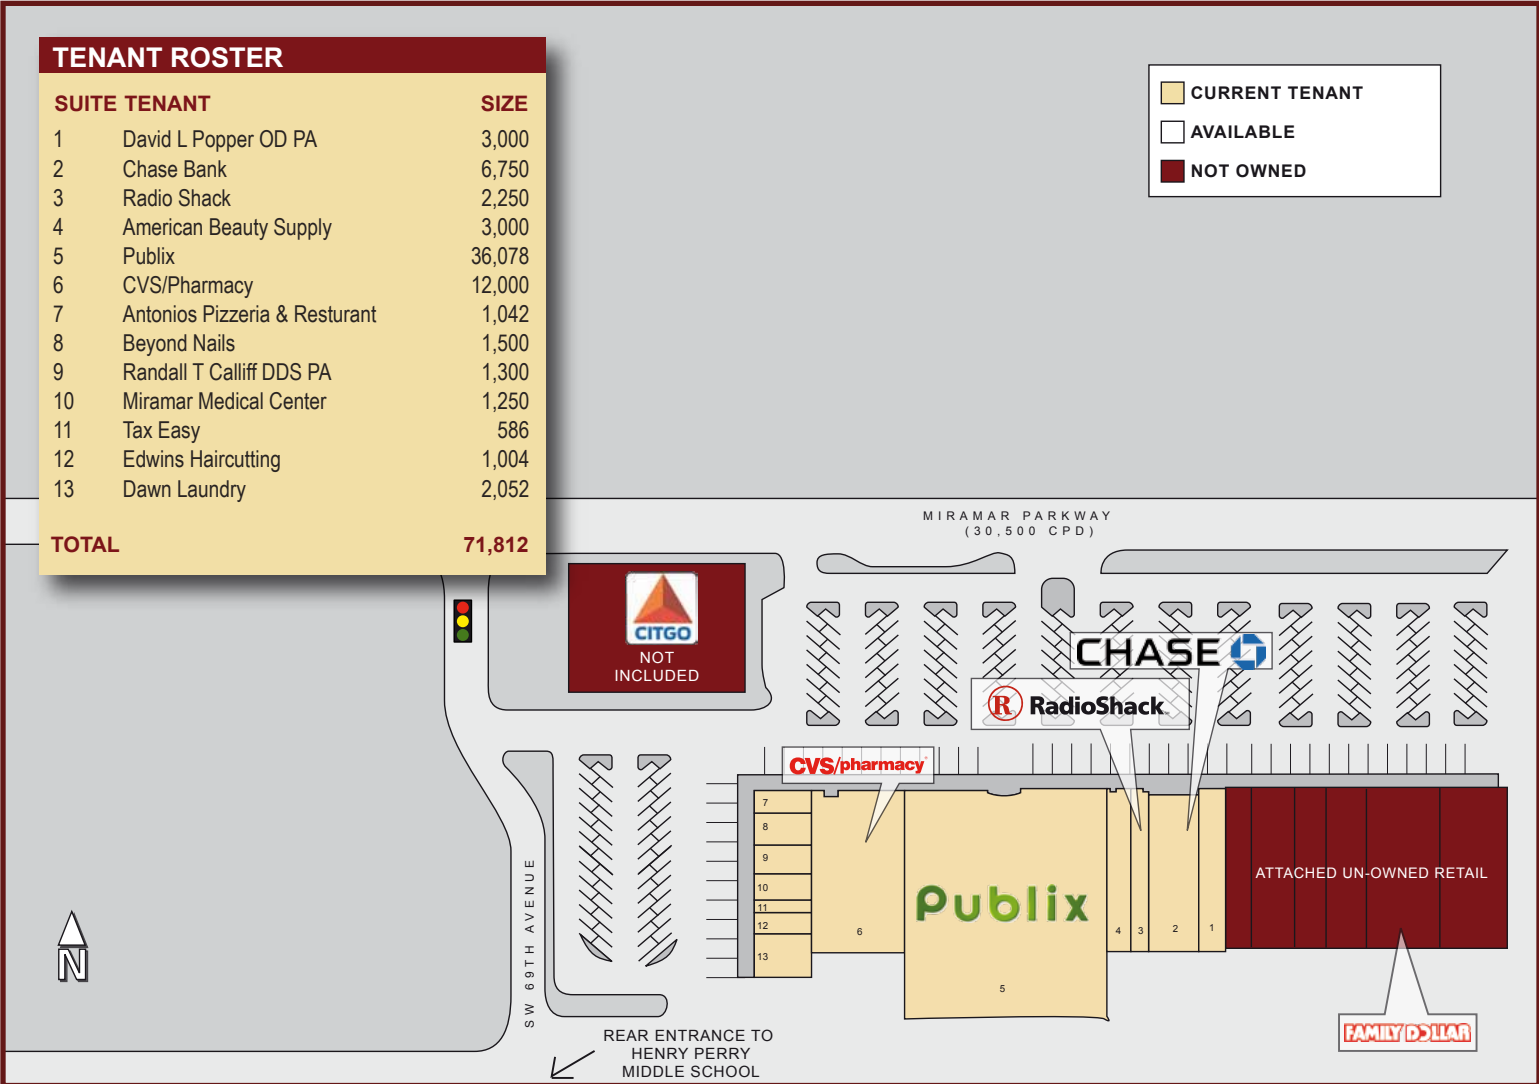 TENANT ROSTER
SUITE TENANT SIZE
1 David L Popper OD PA 3,000
2 Chase Bank 6,750
3 Radio Shack 2,250
4 American Beauty Supply 3,000
5 Publix 36,078
6 CVS/Pharmacy 12,000
7 Antonios Pizzeria & Resturant 1,042
8 Beyond Nails 1,500
9 Randall T Calliff DDS PA 1,300
10 Miramar Medical Center 1,250
11 Tax Easy 586
12 Edwins Haircutting 1,004
13 Dawn Laundry 2,052
TOTAL 71,812
CURRENT TENANT
AVAILABLE
NOT OWNED
MIRAMAR PARKWAY
(30,500 CPD)
CITGO
NOT
INCLUDED
CHASE
R RadioShack
CVS/pharmacy
7
8
9
10
11
12
13
6
Publix
5
4
3
2
1
ATTACHED UN-OWNED RETAIL
FAMILY DOLLAR
SW 69TH AVENUE
N
REAR ENTRANCE TO
HENRY PERRY
MIDDLE SCHOOL